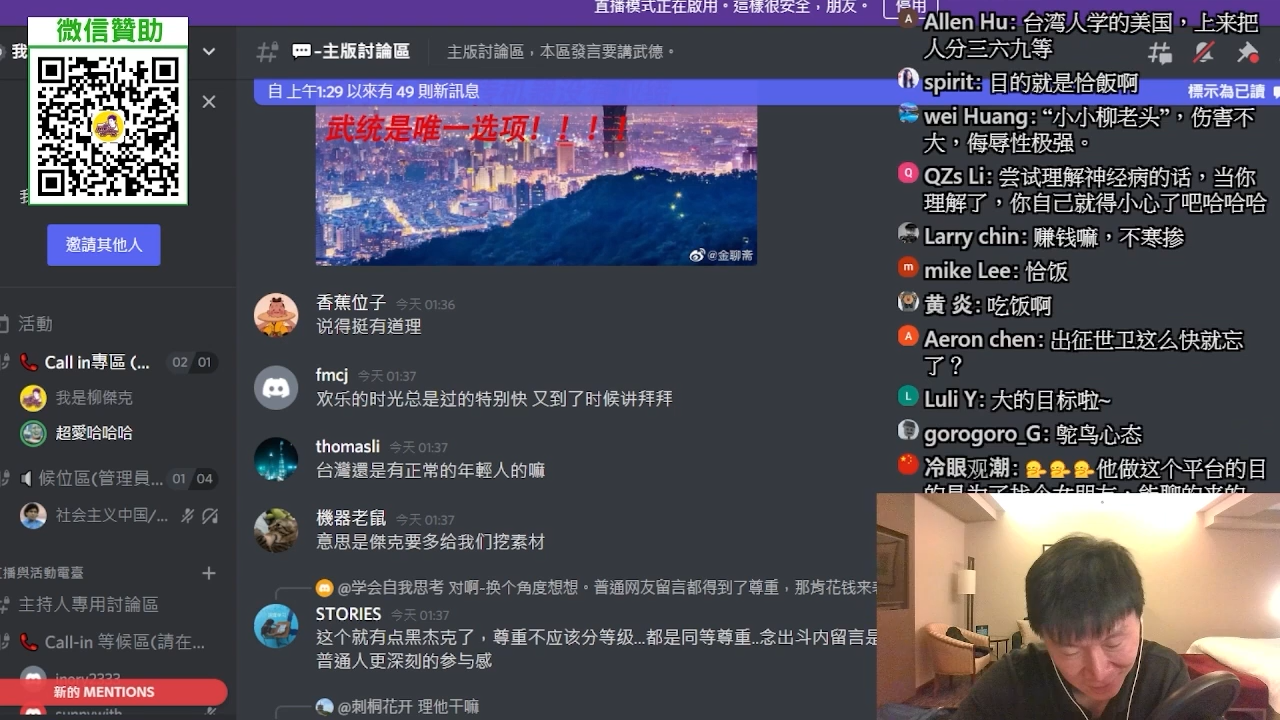 直播模式正在啟用。這樣很安全，朋友。
停用
微信贊助
我
邀請其他人
活動
Call in專區 (...
02 01
我是柳傑克
超愛哈哈哈
候位區(管理員...
01 04
社会主义中国/...
直播與活動電臺
主持人專用討論區
Call-in 等候區(請在...
新的 MENTIONS
-主版討論區
主版討論區，本區發言要講武德。
自 上午1:29 以來有 49 則新訊息
標示為已讀
武统是唯一选项！！！！
@金聊斋
香蕉位子 今天 01:36
说得挺有道理
fmcj 今天 01:37
欢乐的时光总是过的特别快 又到了时候讲拜拜
thomasli 今天 01:37
台灣還是有正常的年輕人的嘛
機器老鼠 今天 01:37
意思是傑克要多给我们挖素材
@学会自我思考 对啊-换个角度想想。普通网友留言都得到了尊重，那肯花钱来
STORIES 今天 01:37
这个就有点黑杰克了，尊重不应该分等级...都是同等尊重..念出斗内留言是
普通人更深刻的参与感
@刺桐花开 理他干嘛
Allen Hu: 台湾人学的美国，上来把
人分三六九等
spirit: 目的就是恰飯啊
wei Huang: “小小柳老头”，伤害不
大，侮辱性极强。
QZs Li: 尝试理解神经病的话，当你
理解了，你自己就得小心了吧哈哈哈
Larry chin: 赚钱嘛，不寒掺
mike Lee: 恰饭
黄 炎: 吃饭啊
Aeron chen: 出征世卫这么快就忘
了？
Luli Y: 大的目标啦~
gorogoro_G: 鸵鸟心态
冷眼观潮: 他做这个平台的目